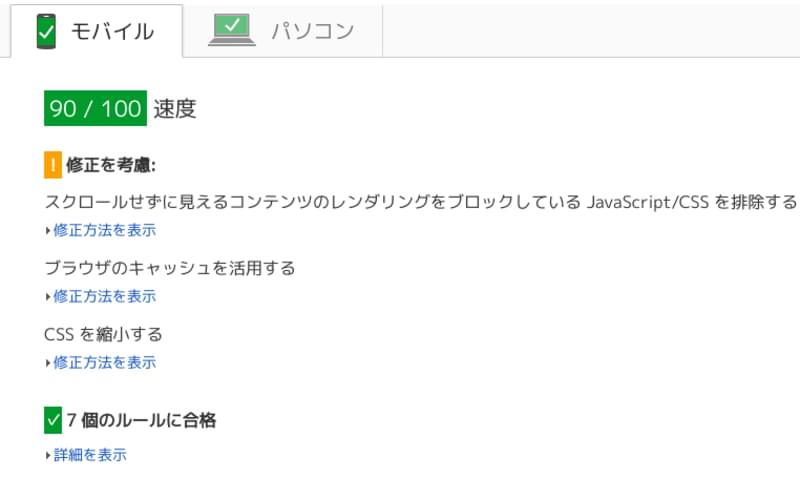 モバイル
パソコン
90 / 100 速度
! 修正を考慮:
スクロールせずに見えるコンテンツのレンダリングをブロックしている JavaScript/CSS を排除する
修正方法を表示
ブラウザのキャッシュを活用する
修正方法を表示
CSS を縮小する
修正方法を表示
7 個のルールに合格
詳細を表示